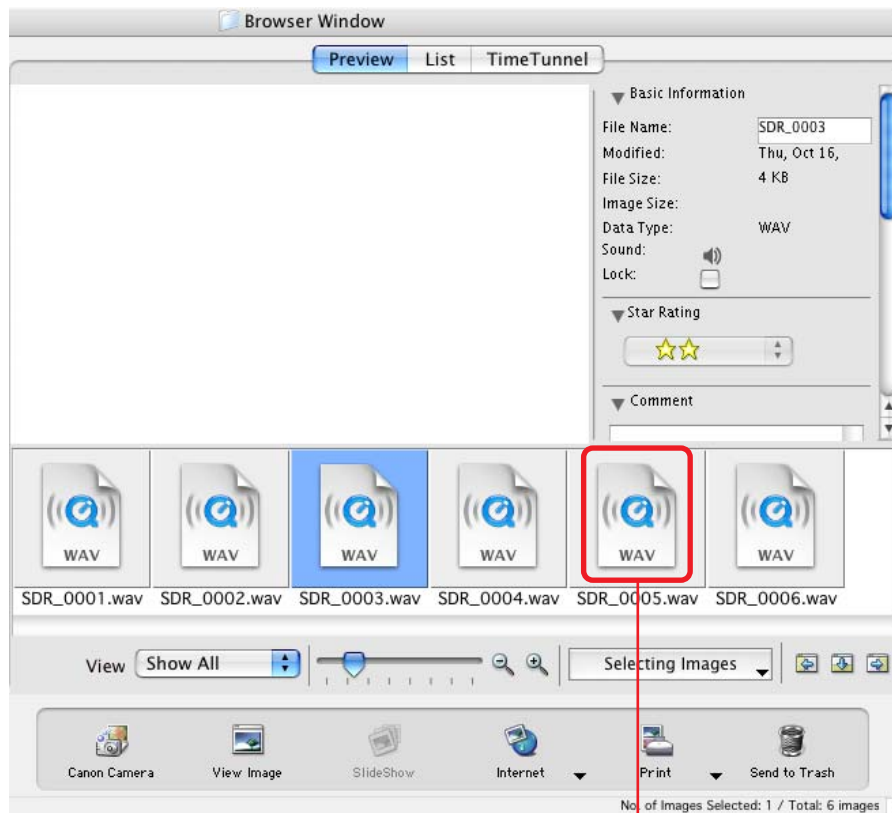 Browser Window
Preview List TimeTunnel
Basic Information
File Name: SDR_0003
Modified: Thu, Oct 16,
File Size: 4 KB
Image Size:
Data Type: WAV
Sound:
Lock:
Star Rating
Comment
WAV WAV WAV WAV WAV WAV
SDR_0001.wav SDR_0002.wav SDR_0003.wav SDR_0004.wav SDR_0005.wav SDR_0006.wav
View Show All Selecting Images
Canon Camera View Image SlideShow Internet Print Send to Trash
No. of Images Selected: 1 / Total: 6 images